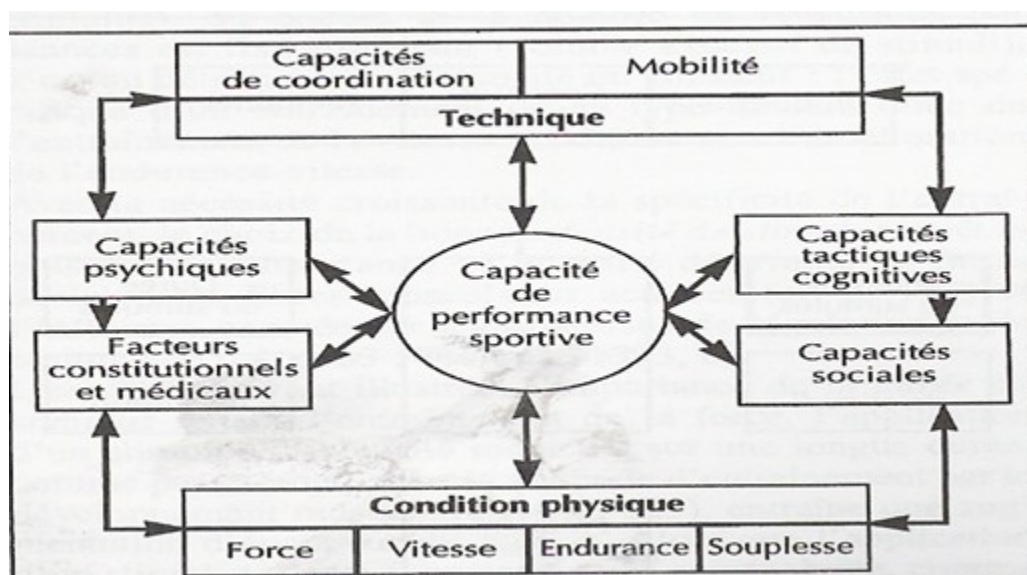 Capacités
de coordination
Mobilité
Technique
Capacités
psychiques
Capacité
de
performance
sportive
Capacités
tactiques
cognitives
Facteurs
constitutionnels
et médicaux
Capacités
sociales
Condition physique
Force
Vitesse
Endurance
Souplesse